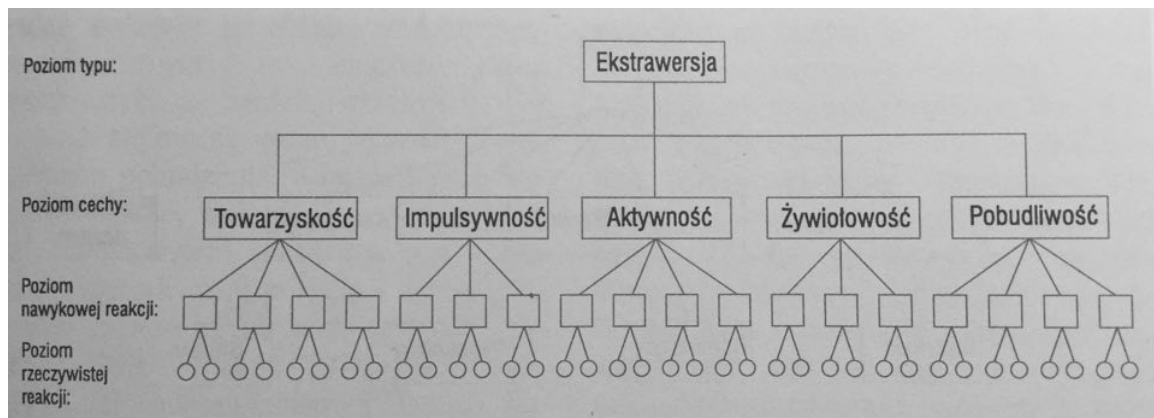 Poziom typu:
Ekstrawersja
Poziom cechy:
Towarzyskość
Impulsywność
Aktywność
Żywiołowość
Pobudliwość
Poziom
nawykowej reakcji:
Poziom
rzeczywistej
reakcji: